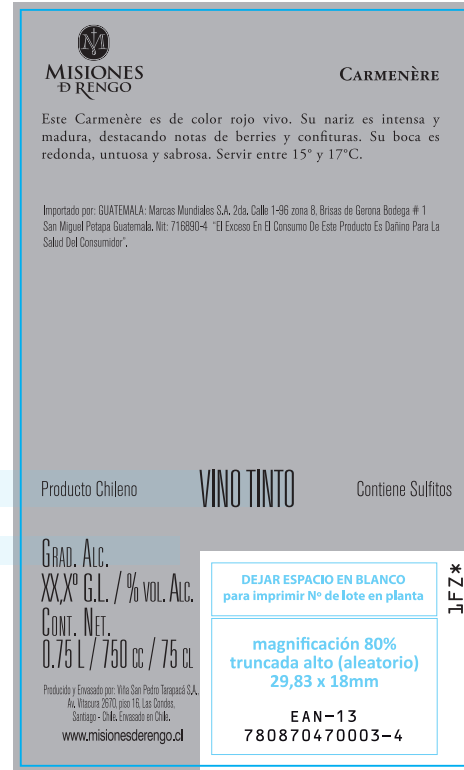 MISIONES
D RENGO
CARMENÈRE
Este Carmenère es de color rojo vivo. Su nariz es intensa y
madura, destacando notas de berries y confituras. Su boca es
redonda, untuosa y sabrosa. Servir entre 15° y 17°C.
Importado por: GUATEMALA: Marcas Mundiales S.A. 2da. Calle 1-96 zona 8, Brisas de Gerona Bodega # 1
San Miguel Petapa Guatemala. Nit: 716890-4 "El Exceso En El Consumo De Este Producto Es Dañino Para La
Salud Del Consumidor".
Producto Chileno
VINO TINTO
Contiene Sulfitos
GRAD. ALC.
XX,X° G.L. / % VOL. ALC.
CONT. NET.
0.75 L / 750 CC / 75 CL
Producido y Envasado por: Viña San Pedro Tarapacá S.A.,
Av. Vitacura 2670, piso 16. Las Condes,
Santiago - Chile. Envasado en Chile.
www.misionesderengo.cl
DEJAR ESPACIO EN BLANCO
para imprimir Nº de lote en planta
magnificación 80%
truncada alto (aleatorio)
29,83 x 18mm
EAN-13
780870470003-4
1FZ*